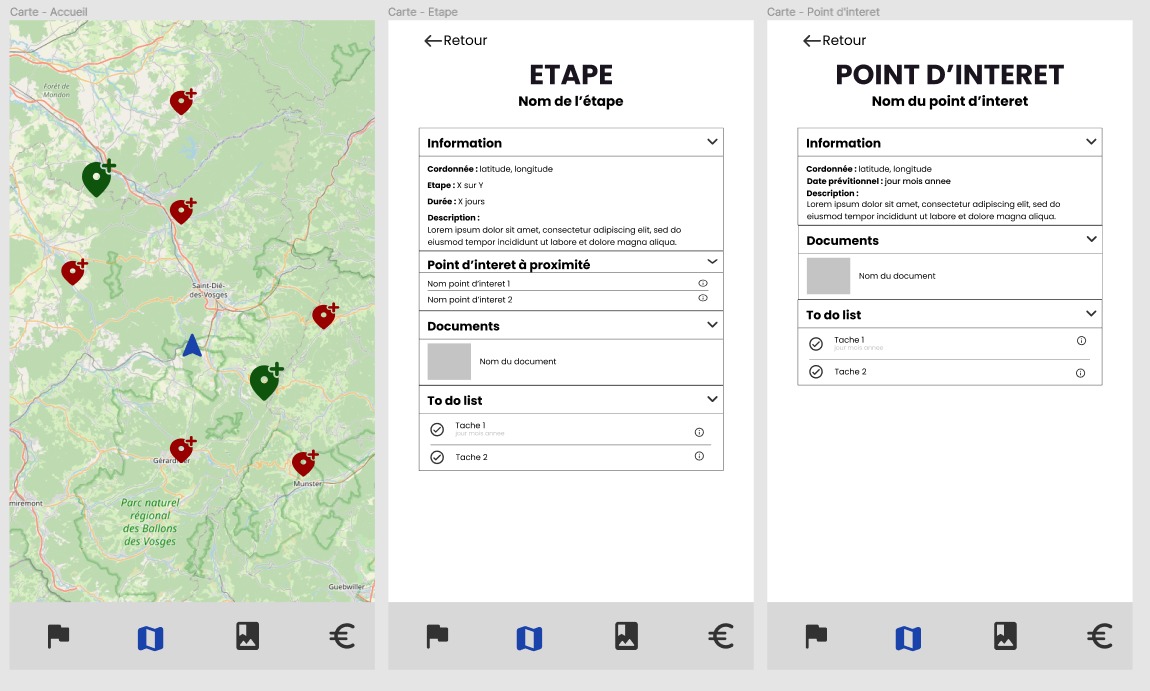 Carte - Accueil
Forêt de
Mondon
Saint-Dié-
des-Vosges
Gérardmer
Munster
miremont
Parc naturel
régional
des Ballons
des Vosges
Guebwiller
Carte - Etape
Retour
ETAPE
Nom de l'étape
Information
Cordonnée : latitude, longitude
Etape : X sur Y
Durée : X jours
Description :
Lorem ipsum dolor sit amet, consectetur adipiscing elit, sed do
eiusmod tempor incididunt ut labore et dolore magna aliqua.
Point d'interet à proximité
Nom point d'interet 1
Nom point d'interet 2
Documents
Nom du document
To do list
Tache 1
jour mois annee
Tache 2
Carte - Point d'interet
Retour
POINT D'INTERET
Nom du point d'interet
Information
Cordonnée : latitude, longitude
Date prévitionnel : jour mois annee
Description :
Lorem ipsum dolor sit amet, consectetur adipiscing elit, sed do
eiusmod tempor incididunt ut labore et dolore magna aliqua.
Documents
Nom du document
To do list
Tache 1
jour mois annee
Tache 2